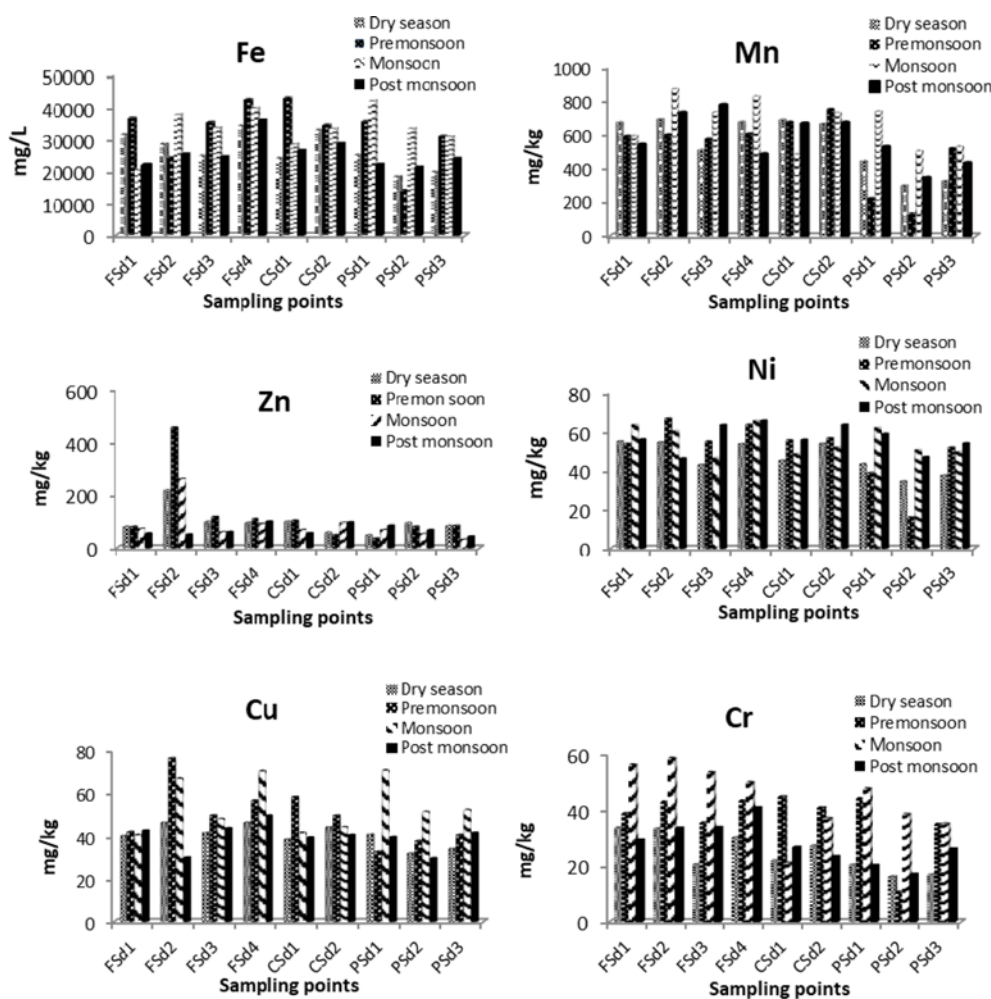 Fe
Dry season
Premonsoon
Monsocn
Post mcnsoon
mg/L
50000
40000
30000
20000
10000
0
FSd1 FSd2 FSd3 FSd4 CSd1 CSd2 PSd1 PSd2 PSd3
Sampling points
Mn
Dry season
Premonsoon
Monsoon
Post monsoon
mg/kg
1000
800
600
400
200
0
FSd1 FSd2 FSd3 FSd4 CSd1 CSd2 PSd1 PSd2 PSd3
Sampling points
Zn
Dry season
Premon soon
Monsoon
Post monsoon
mg/kg
600
400
200
0
FSd1 FSd2 FSd3 FSd4 CSd1 CSd2 PSd1 PSd2 PSd3
Sampling points
Ni
Dry season
Premonsoon
Monsoon
Post monsoon
mg/kg
80
60
40
20
0
FSd1 FSd2 FSd3 FSd4 CSd1 CSd2 PSd1 PSd2 PSd3
Sampling points
Cu
Dry season
Premonsoon
Monsoon
Post monsoon
mg/kg
80
60
40
20
0
FSd1 FSd2 FSd3 FSd4 CSd1 CSd2 PSd1 PSd2 PSd3
Sampling points
Cr
Dry season
Premonsoon
Monsoon
Post monsoon
mg/kg
60
40
20
0
FSd1 FSd2 FSd3 FSd4 CSd1 CSd2 PSd1 PSd2 PSd3
Sampling points